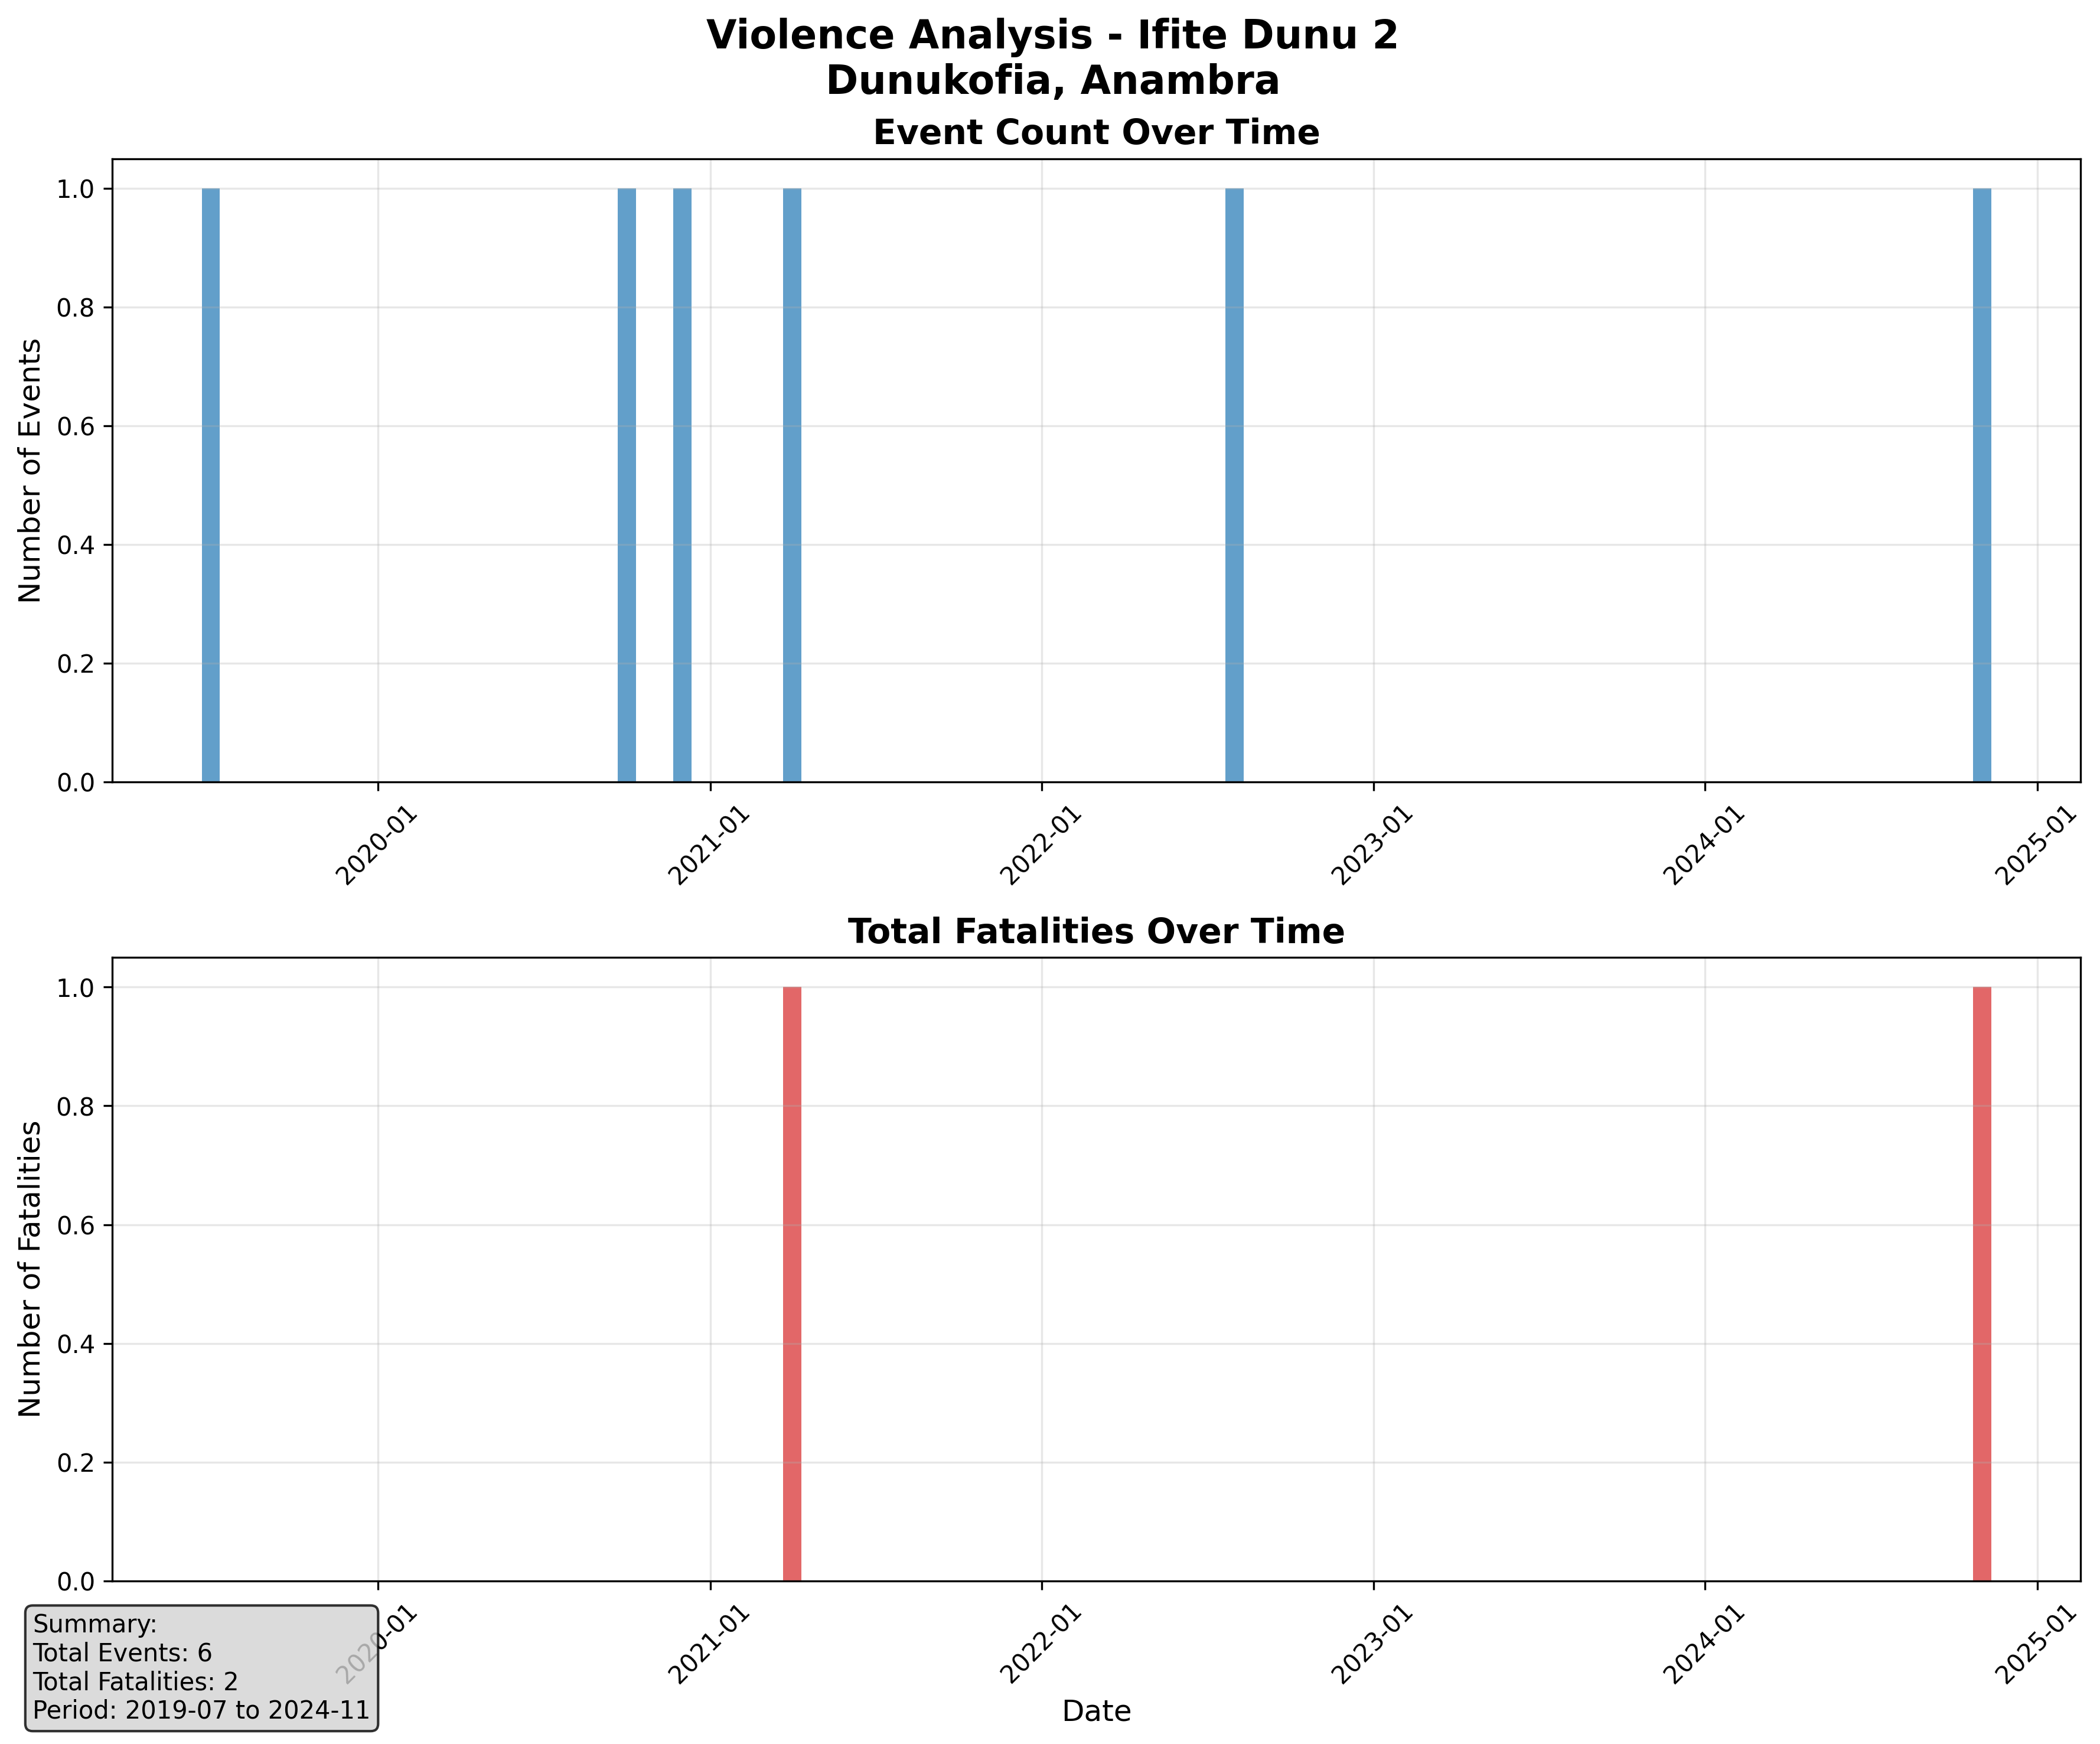 Violence Analysis - Ifite Dunu 2
Dunukofia, Anambra
Event Count Over Time
Number of Events
1.0
0.8
0.6
0.4
0.2
0.0
2020-01
2021-01
2022-01
2023-01
2024-01
2025-01
Total Fatalities Over Time
Number of Fatalities
1.0
0.8
0.6
0.4
0.2
0.0
2020-01
2021-01
2022-01
2023-01
2024-01
2025-01
Date
Summary:
Total Events: 6
Total Fatalities: 2
Period: 2019-07 to 2024-11